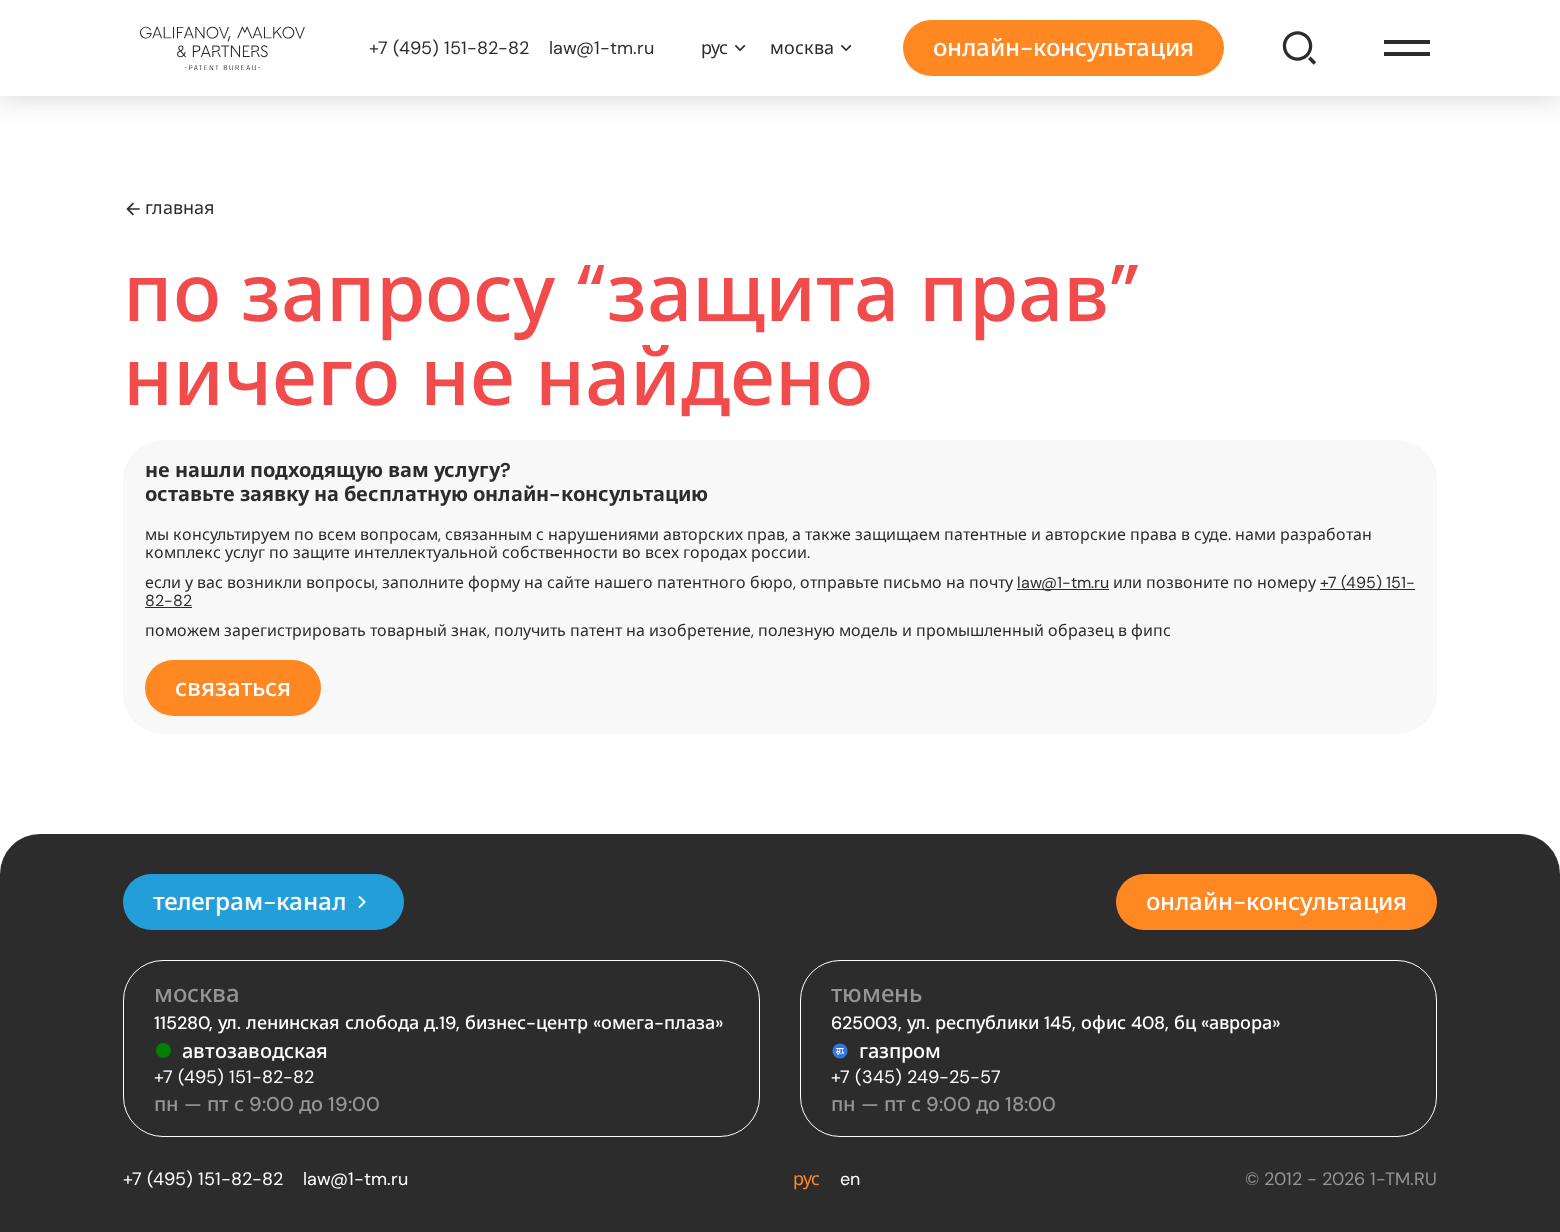 GALIFANOV, MALKOV
& PARTNERS
-PATENT BUREAU-
+7 (495) 151-82-82 law@1-tm.ru рус москва онлайн-консультация
главная
по запросу “защита прав”
ничего не найдено
не нашли подходящую вам услугу?
оставьте заявку на бесплатную онлайн-консультацию
мы консультируем по всем вопросам, связанным с нарушениями авторских прав, а также защищаем патентные и авторские права в суде. нами разработан
комплекс услуг по защите интеллектуальной собственности во всех городах россии.
если у вас возникли вопросы, заполните форму на сайте нашего патентного бюро, отправьте письмо на почту law@1-tm.ru или позвоните по номеру +7 (495) 151-
82-82
поможем зарегистрировать товарный знак, получить патент на изобретение, полезную модель и промышленный образец в фипс
связаться
телеграм-канал
онлайн-консультация
москва
115280, ул. ленинская слобода д.19, бизнес-центр «омега-плаза»
автозаводская
+7 (495) 151-82-82
пн — пт с 9:00 до 19:00
тюмень
625003, ул. республики 145, офис 408, бц «аврора»
газпром
+7 (345) 249-25-57
пн — пт с 9:00 до 18:00
+7 (495) 151-82-82 law@1-tm.ru рус en © 2012 - 2026 1-TM.RU